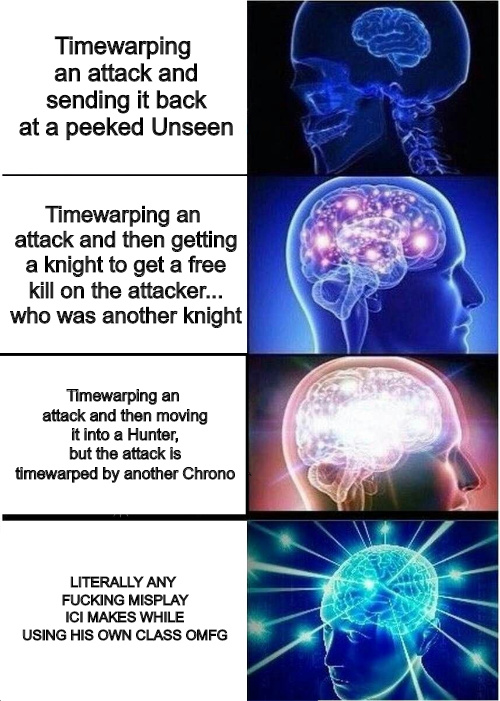 Timewarping
an attack and
sending it back
at a peeked Unseen
Timewarping an
attack and then getting
a knight to get a free
kill on the attacker...
who was another knight
Timewarping an
attack and then moving
it into a Hunter,
but the attack is
timewarped by another Chrono
LITERALLY ANY
FUCKING MISPLAY
ICI MAKES WHILE
USING HIS OWN CLASS OMFG